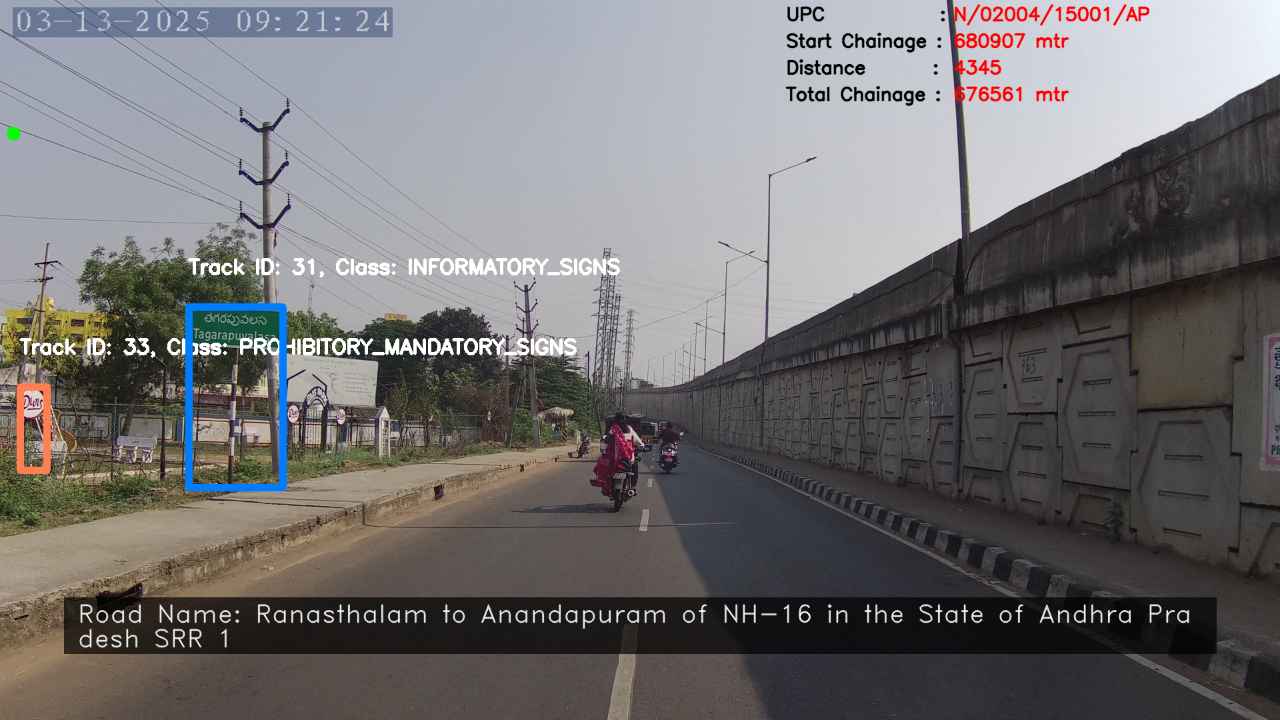 03-13-2025 09:21:24
UPC : N/02004/15001/AP
Start Chainage : 680907 mtr
Distance : 4345
Total Chainage : 676561 mtr
Track ID: 31, Class: INFORMATORY_SIGNS
తగరపువలస
Tagarapuvalasa
Track ID: 33, Class: PROHIBITORY_MANDATORY_SIGNS
Road Name: Ranasthalam to Anandapuram of NH-16 in the State of Andhra Pra
desh SRR 1